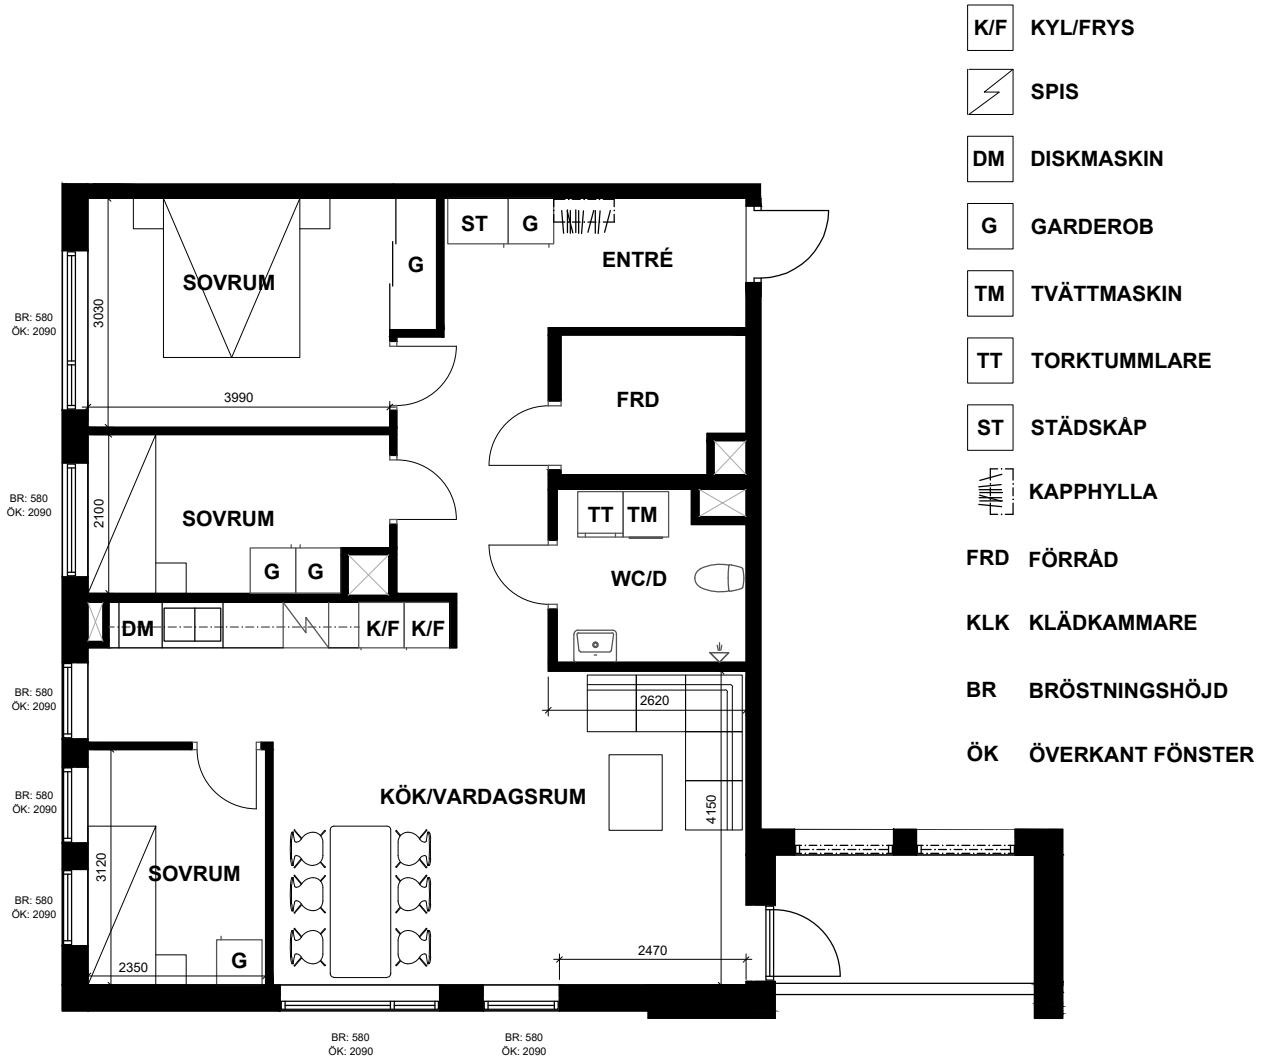 K/F KYL/FRYS
SPIS
DM DISKMASKIN
G GARDEROB
TM TVÄTTMASKIN
TT TORKTUMMLARE
ST STÄDSKÅP
KAPPHYLLA
FRD FÖRRÅD
KLK KLÄDKAMMARE
BR BRÖSTNINGSHÖJD
ÖK ÖVERKANT FÖNSTER
ST G
ENTRÉ
G
SOVRUM
3030
BR: 580
ÖK: 2090
3990
FRD
BR: 580
ÖK: 2090
2100
SOVRUM
TT TM
G G
WC/D
DM K/F K/F
BR: 580
ÖK: 2090
2620
KÖK/VARDAGSRUM
BR: 580
ÖK: 2090
4150
3120
SOVRUM
BR: 580
ÖK: 2090
G
2350
2470
BR: 580
ÖK: 2090
BR: 580
ÖK: 2090